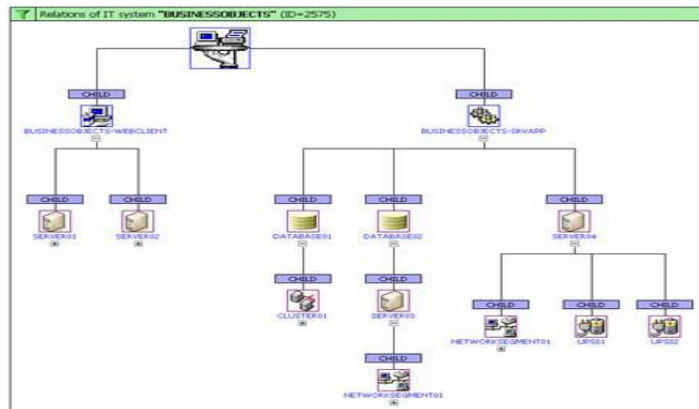 Relations of IT system "BUSINESSOBJECTS" (ID=2575)
CHILD CHILD
BUSINESSOBJECTS-WEBCLIENT BUSINESSOBJECTS-SRVAPP
CHILD CHILD CHILD CHILD CHILD
SERVER01 SERVER02 DATABASE01 DATABASE02 SERVER04
CHILD CHILD CHILD CHILD CHILD
CLUSTER01 SERVER03 NETWORKSEGMENT01 UPS01 UPS02
CHILD
NETWORKSEGMENT01